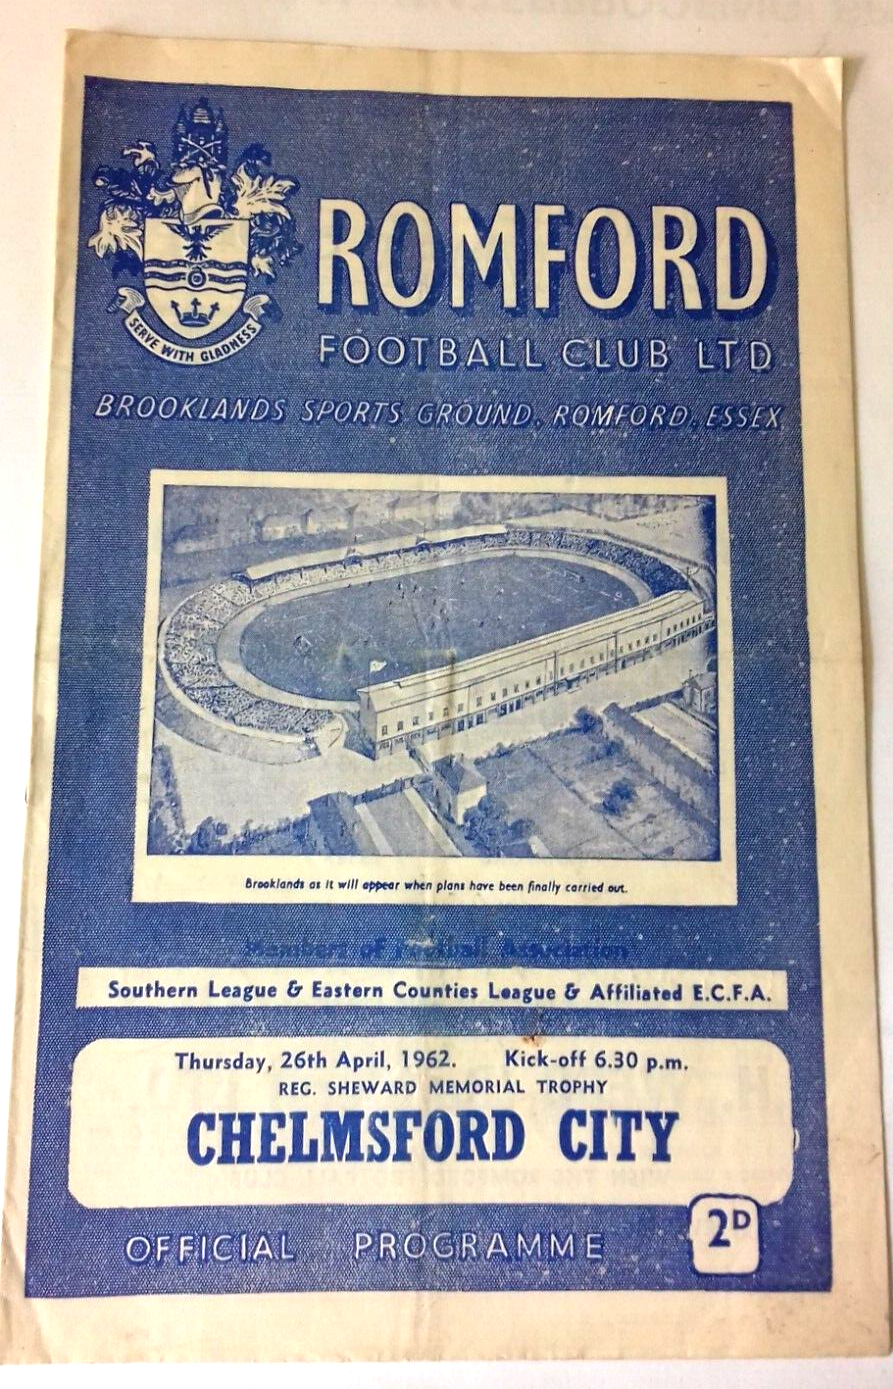 SERVE WITH GLADNESS
ROMFORD
FOOTBALL CLUB LTD
BROOKLANDS SPORTS GROUND, ROMFORD, ESSEX
Brooklands as it will appear when plans have been finally carried out.
Members of Football Association
Southern League & Eastern Counties League & Affiliated E.C.F.A.
Thursday, 26th April, 1962. Kick-off 6.30 p.m.
REG. SHEWARD MEMORIAL TROPHY
CHELMSFORD CITY
OFFICIAL PROGRAMME
2D